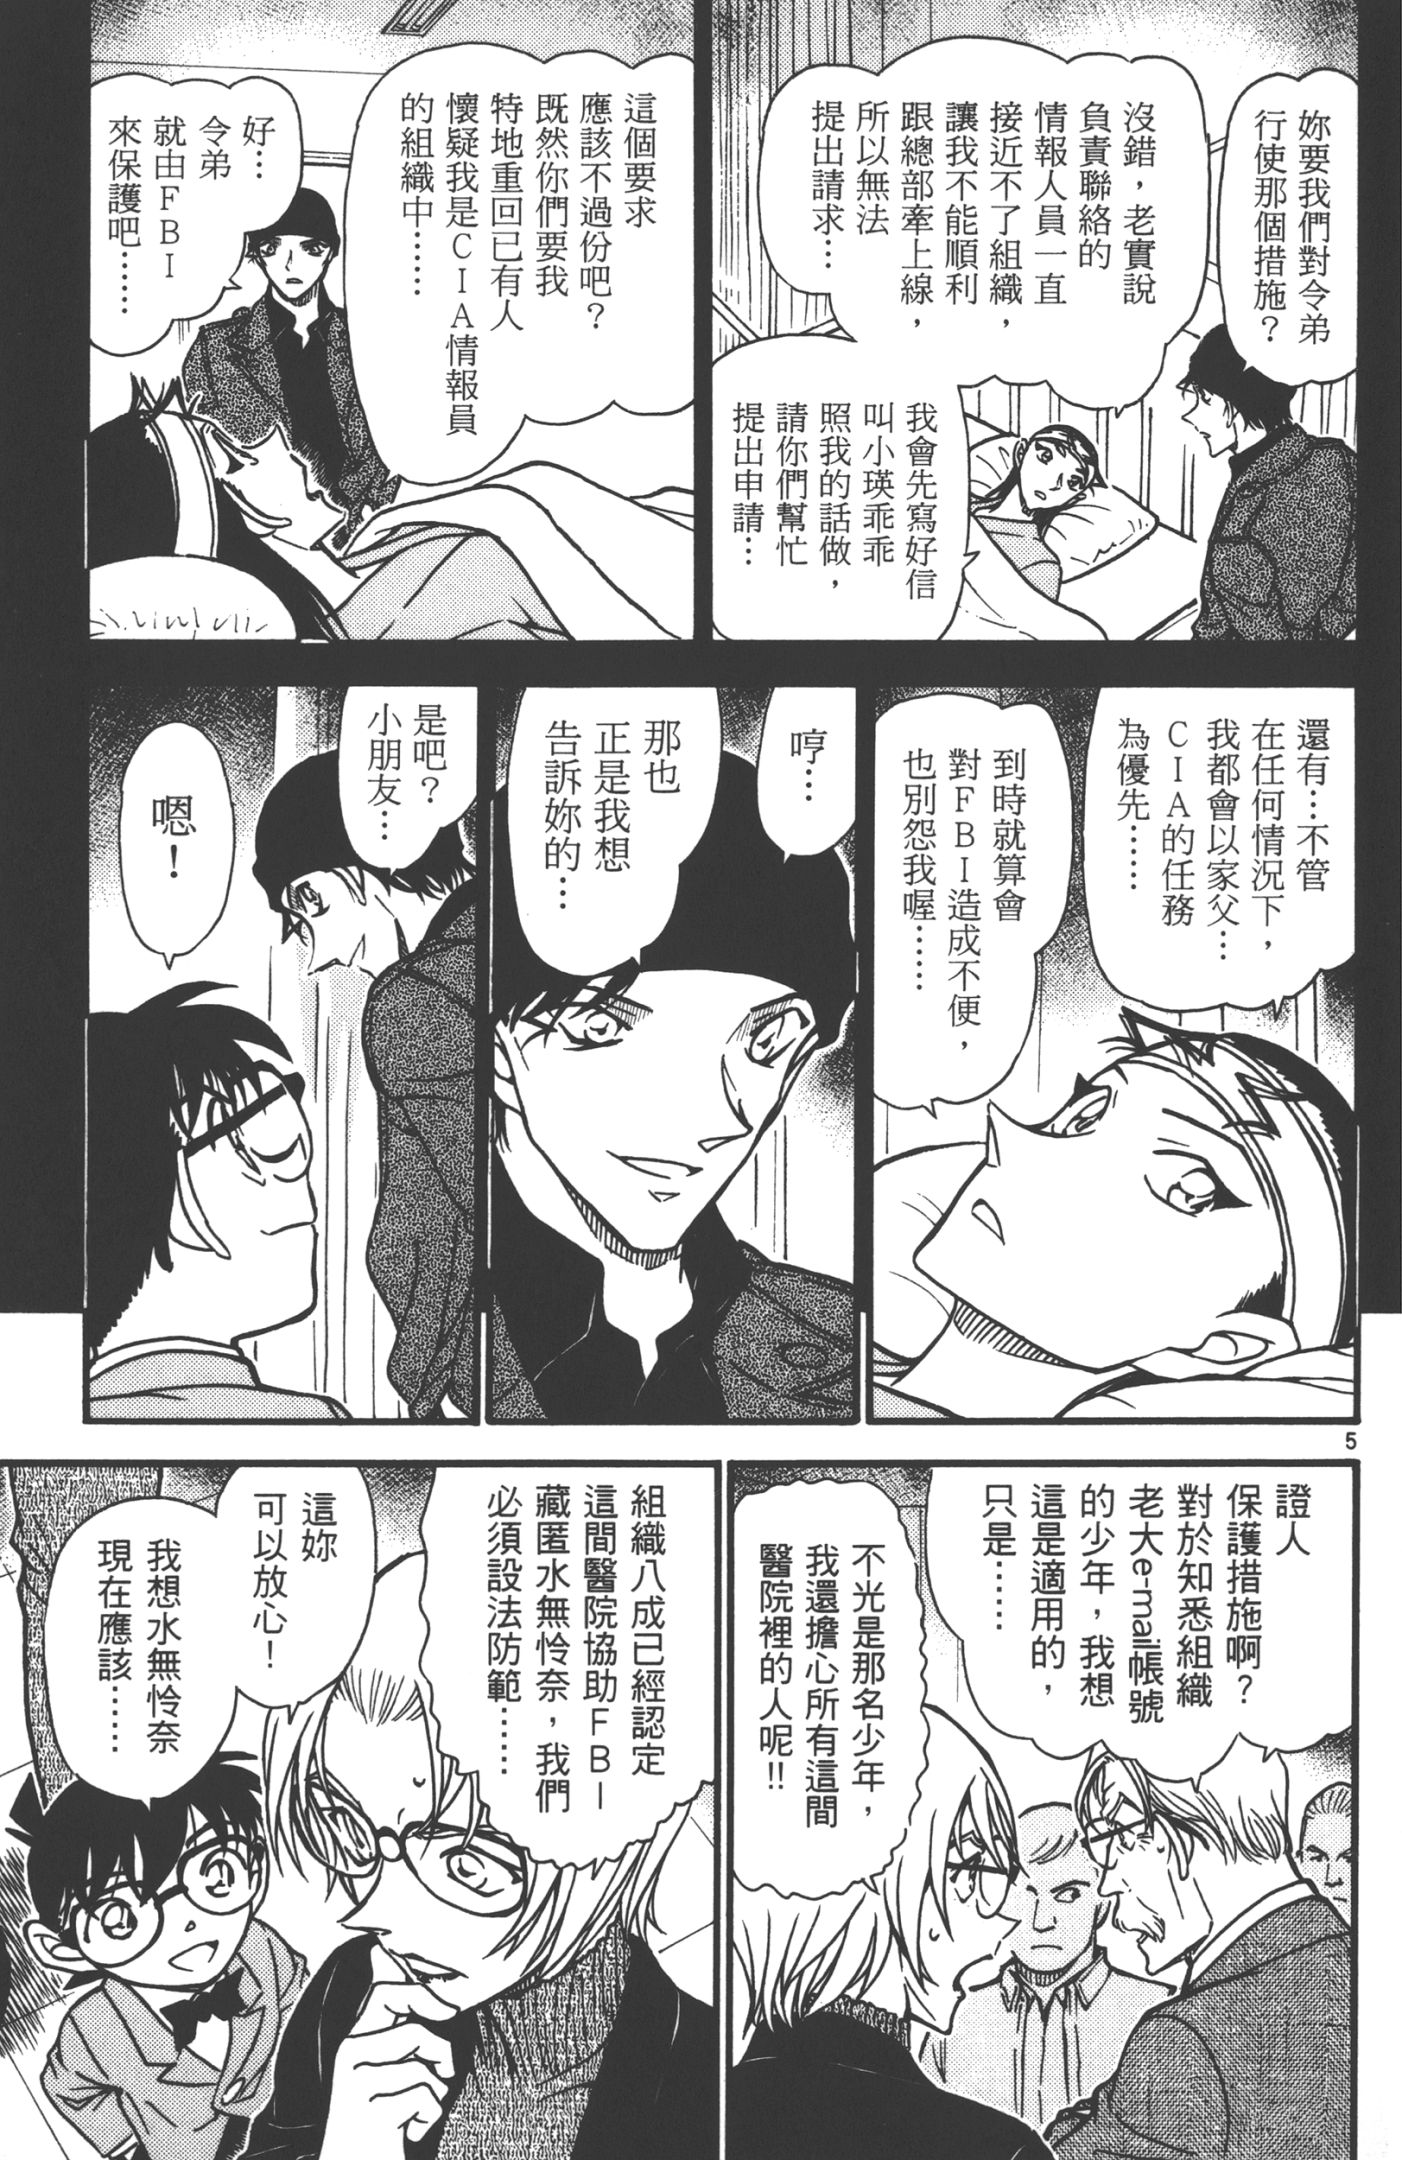 妳要我們對令弟
行使那個措施？
沒錯，老實說
負責聯絡的
情報人員一直
接近不了組織，
讓我不能順利
跟總部牽上線，
所以無法
提出請求…
我會先寫好信
叫小瑛乖乖
照我的話做，
請你們幫忙
提出申請…
這個要求
應該不過份吧？
既然你們要我
特地重回已有人
懷疑我是CIA情報員
的組織中……
好…
令弟
就由FBI
來保護吧……
還有…不管
在任何情況下，
我都會以家父…
CIA的任務
為優先……
到時就算會
對FBI造成不便，
也別怨我喔……
哼…
那也
正是我想
告訴妳的…
是吧？
小朋友…
嗯！
5
證人
保護措施啊？
對於知悉組織
老大e-mail帳號
的少年，我想
這是適用的，
只是……
不光是那名少年，
我還擔心所有這間
醫院裡的人呢!!
組織八成已經認定
這間醫院協助FBI
藏匿水無怜奈，我們
必須設法防範……
這妳
可以放心！
我想水無怜奈
現在應該……